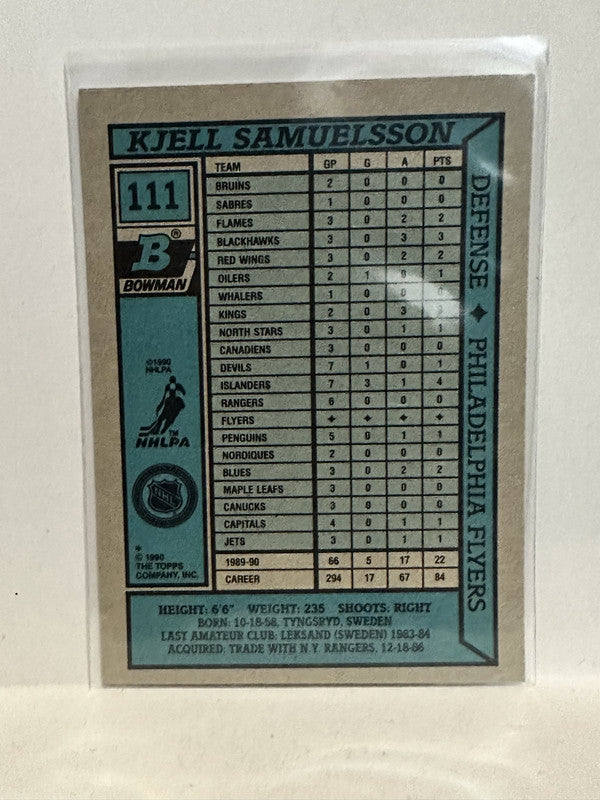 KJELL SAMUELSSON
111
B®
BOWMAN
©1990
NHLPA
TM
NHLPA
NHL
* © 1990
THE TOPPS
COMPANY, INC.
TEAM GP G A PTS
BRUINS 2 0 0 0
SABRES 1 0 0 0
FLAMES 3 0 2 2
BLACKHAWKS 3 0 3 3
RED WINGS 3 0 2 2
OILERS 2 1 0 1
WHALERS 1 0 0 0
KINGS 2 0 3
NORTH STARS 3 0 1 1
CANADIENS 3 0 0 0
DEVILS 7 1 0 1
ISLANDERS 7 3 1 4
RANGERS 6 0 0 0
FLYERS ✦ ✦ ✦ ✦
PENGUINS 5 0 1 1
NORDIQUES 2 0 0 0
BLUES 3 0 2 2
MAPLE LEAFS 3 0 0 0
CANUCKS 3 0 0 0
CAPITALS 4 0 1 1
JETS 3 0 1 1
1989-90 66 5 17 22
CAREER 294 17 67 84
DEFENSE ✦ PHILADELPHIA FLYERS
HEIGHT: 6'6" WEIGHT: 235 SHOOTS: RIGHT
BORN: 10-18-58, TYNGSRYD, SWEDEN
LAST AMATEUR CLUB: LEKSAND (SWEDEN) 1983-84
ACQUIRED: TRADE WITH N.Y. RANGERS, 12-18-86